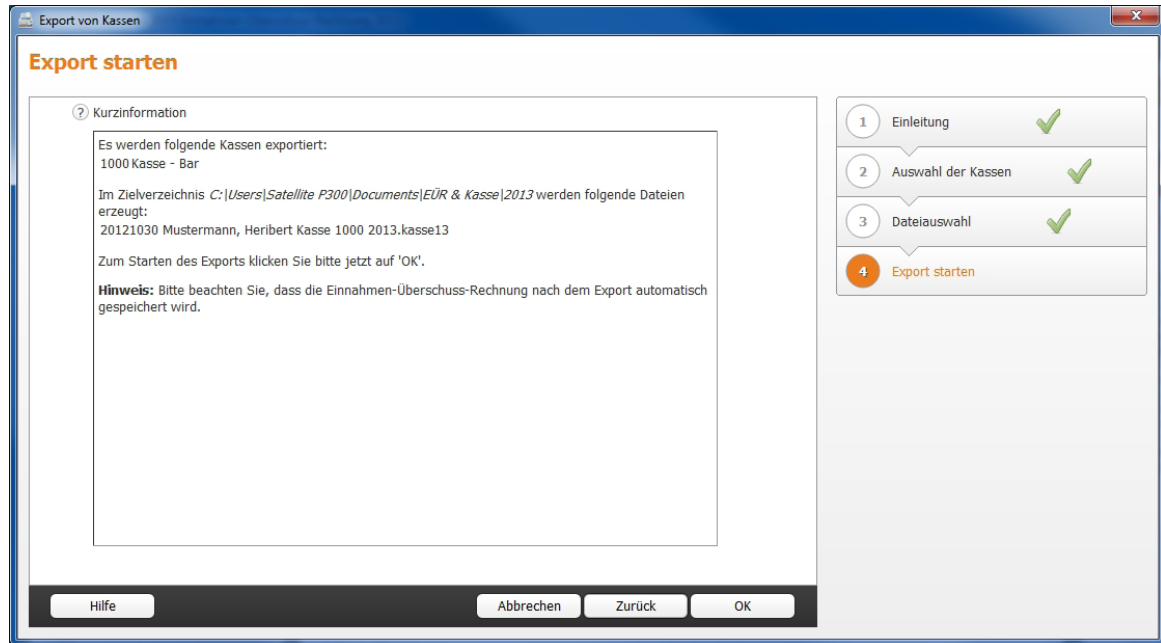 Export von Kassen
Export starten
? Kurzinformation
Es werden folgende Kassen exportiert:
1000 Kasse - Bar
Im Zielverzeichnis C:|Users|Satellite P300|Documents|EÜR & Kasse|2013 werden folgende Dateien
erzeugt:
20121030 Mustermann, Heribert Kasse 1000 2013.kasse13
Zum Starten des Exports klicken Sie bitte jetzt auf 'OK'.
Hinweis: Bitte beachten Sie, dass die Einnahmen-Überschuss-Rechnung nach dem Export automatisch
gespeichert wird.
1 Einleitung
2 Auswahl der Kassen
3 Dateiauswahl
4 Export starten
Hilfe
Abbrechen
Zurück
OK